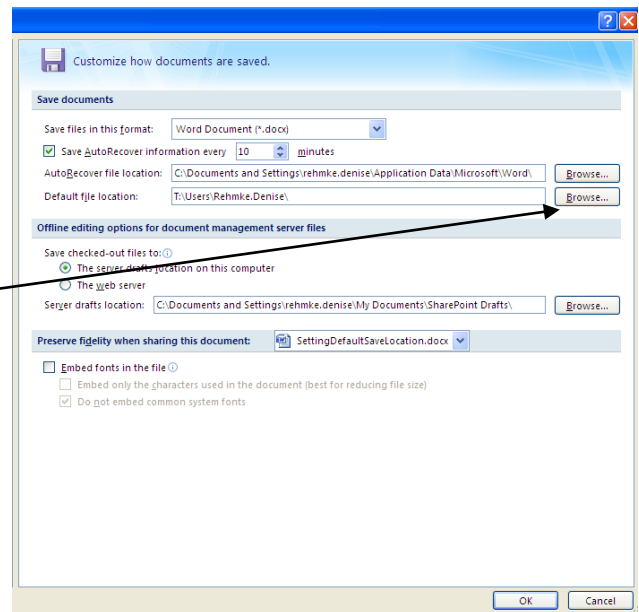 Customize how documents are saved.
Save documents
Save files in this format: Word Document (*.docx)
Save AutoRecover information every 10 minutes
AutoRecover file location: C:\Documents and Settings\rehmke.denise\Application Data\Microsoft\Word\ Browse...
Default file location: T:\Users\Rehmke.Denise\ Browse...
Offline editing options for document management server files
Save checked-out files to:
The server drafts location on this computer
The web server
Server drafts location: C:\Documents and Settings\rehmke.denise\My Documents\SharePoint Drafts\ Browse...
Preserve fidelity when sharing this document: SettingDefaultSaveLocation.docx
Embed fonts in the file
Embed only the characters used in the document (best for reducing file size)
Do not embed common system fonts
OK Cancel